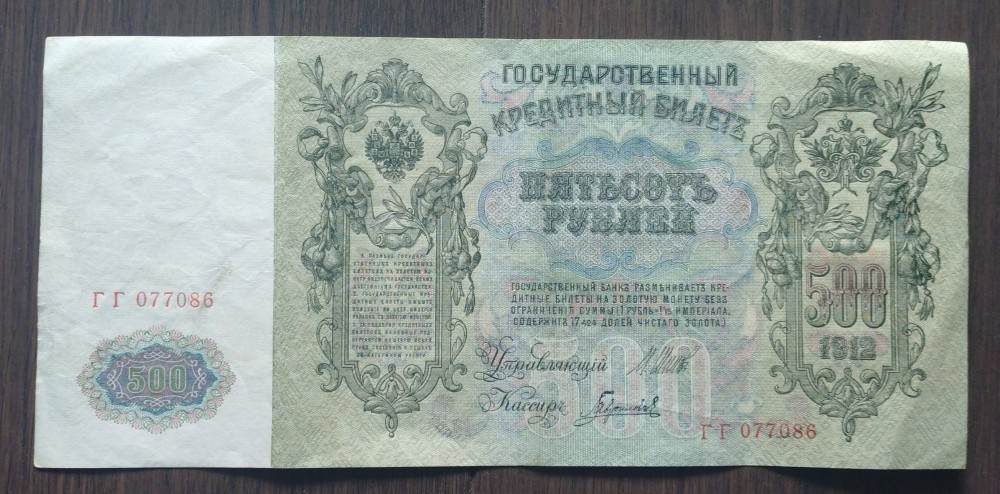 ГОСУДАРСТВЕННЫЙ
КРЕДИТНЫЙ БИЛЕТЪ
ПЯТЬСОТЪ
РУБЛЕЙ
ГОСУДАРСТВЕННЫЙ БАНКЪ РАЗМѢНИВАЕТЪ КРЕ-
ДИТНЫЕ БИЛЕТЫ НА ЗОЛОТУЮ МОНЕТУ БЕЗЪ
ОГРАНИЧЕНІЯ СУММЫ (1 РУБЛЬ = 1/15 ИМПЕРІАЛА,
СОДЕРЖИТЪ 17,424 ДОЛЕЙ ЧИСТАГО ЗОЛОТА).
500
1912
ГГ 077086
500
Управляющій
Кассиръ
500
ГГ 077086